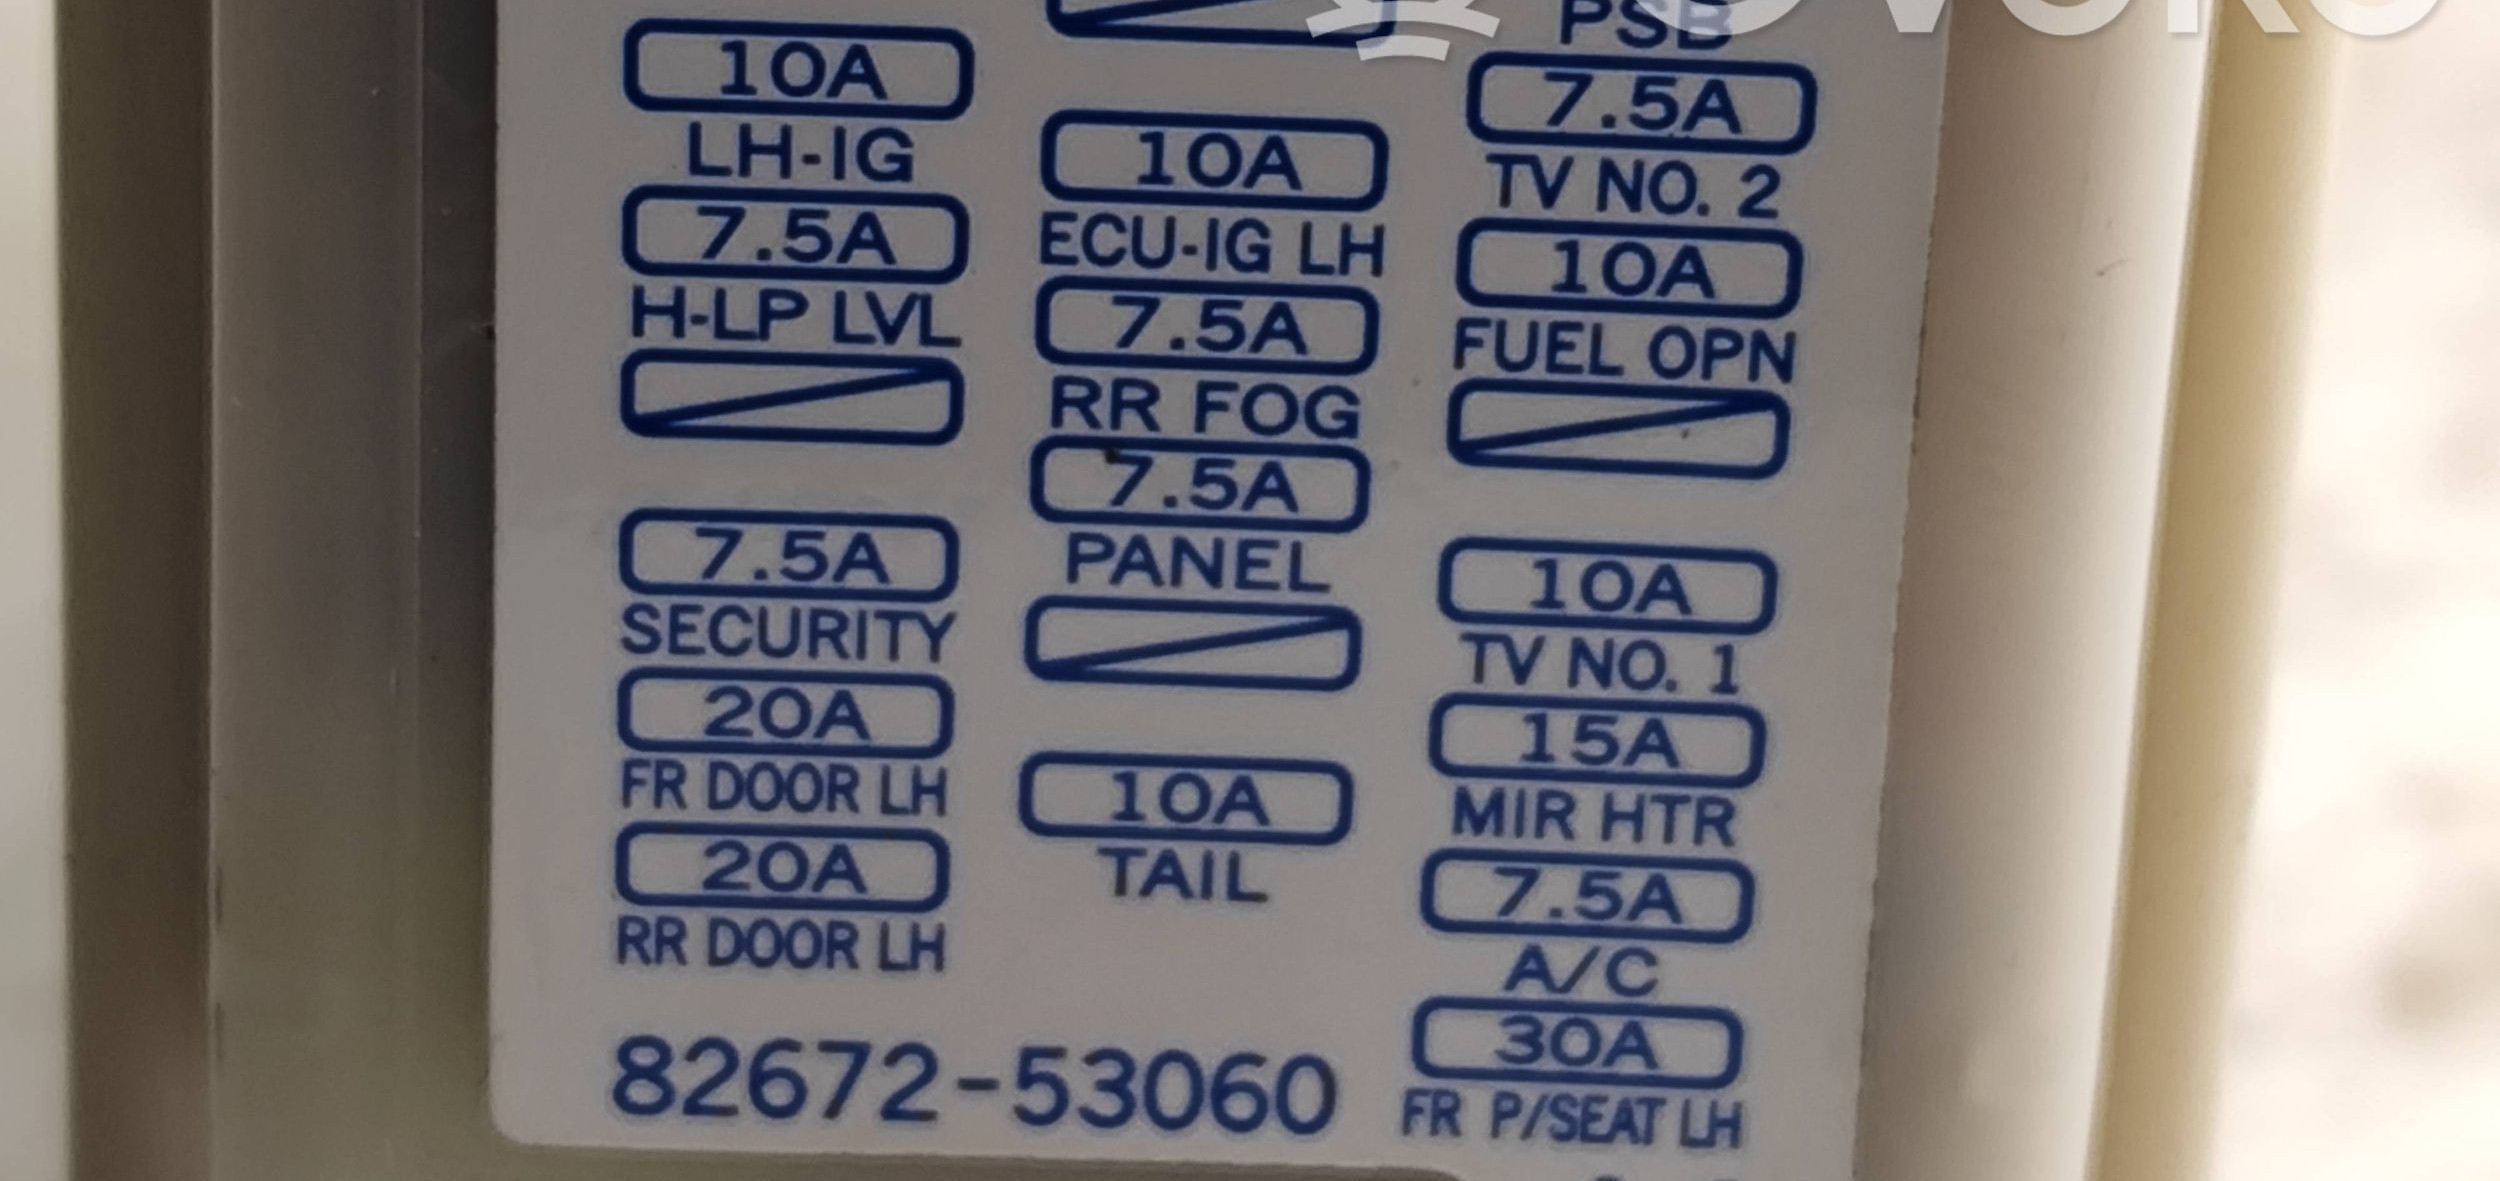 10A
LH-IG
7.5A
H-LP LVL
7.5A
SECURITY
20A
FR DOOR LH
20A
RR DOOR LH
10A
ECU-IG LH
7.5A
RR FOG
7.5A
PANEL
10A
TAIL
PSB
7.5A
TV NO. 2
10A
FUEL OPN
10A
TV NO. 1
15A
MIR HTR
7.5A
A/C
30A
FR P/SEAT LH
82672-53060